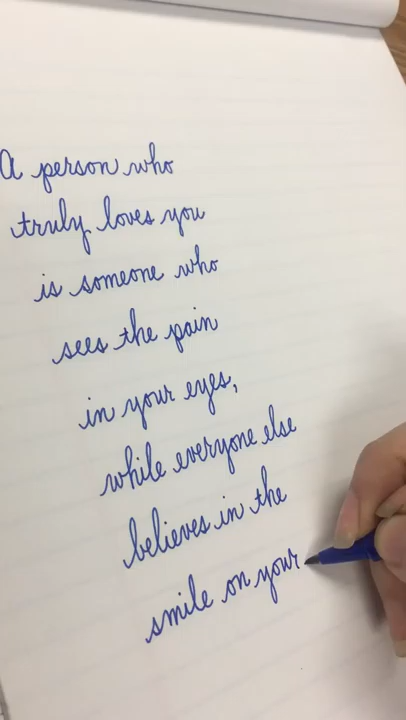 A person who
truly loves you
is someone who
sees the pain
in your eyes,
while everyone else
believes in the
smile on your